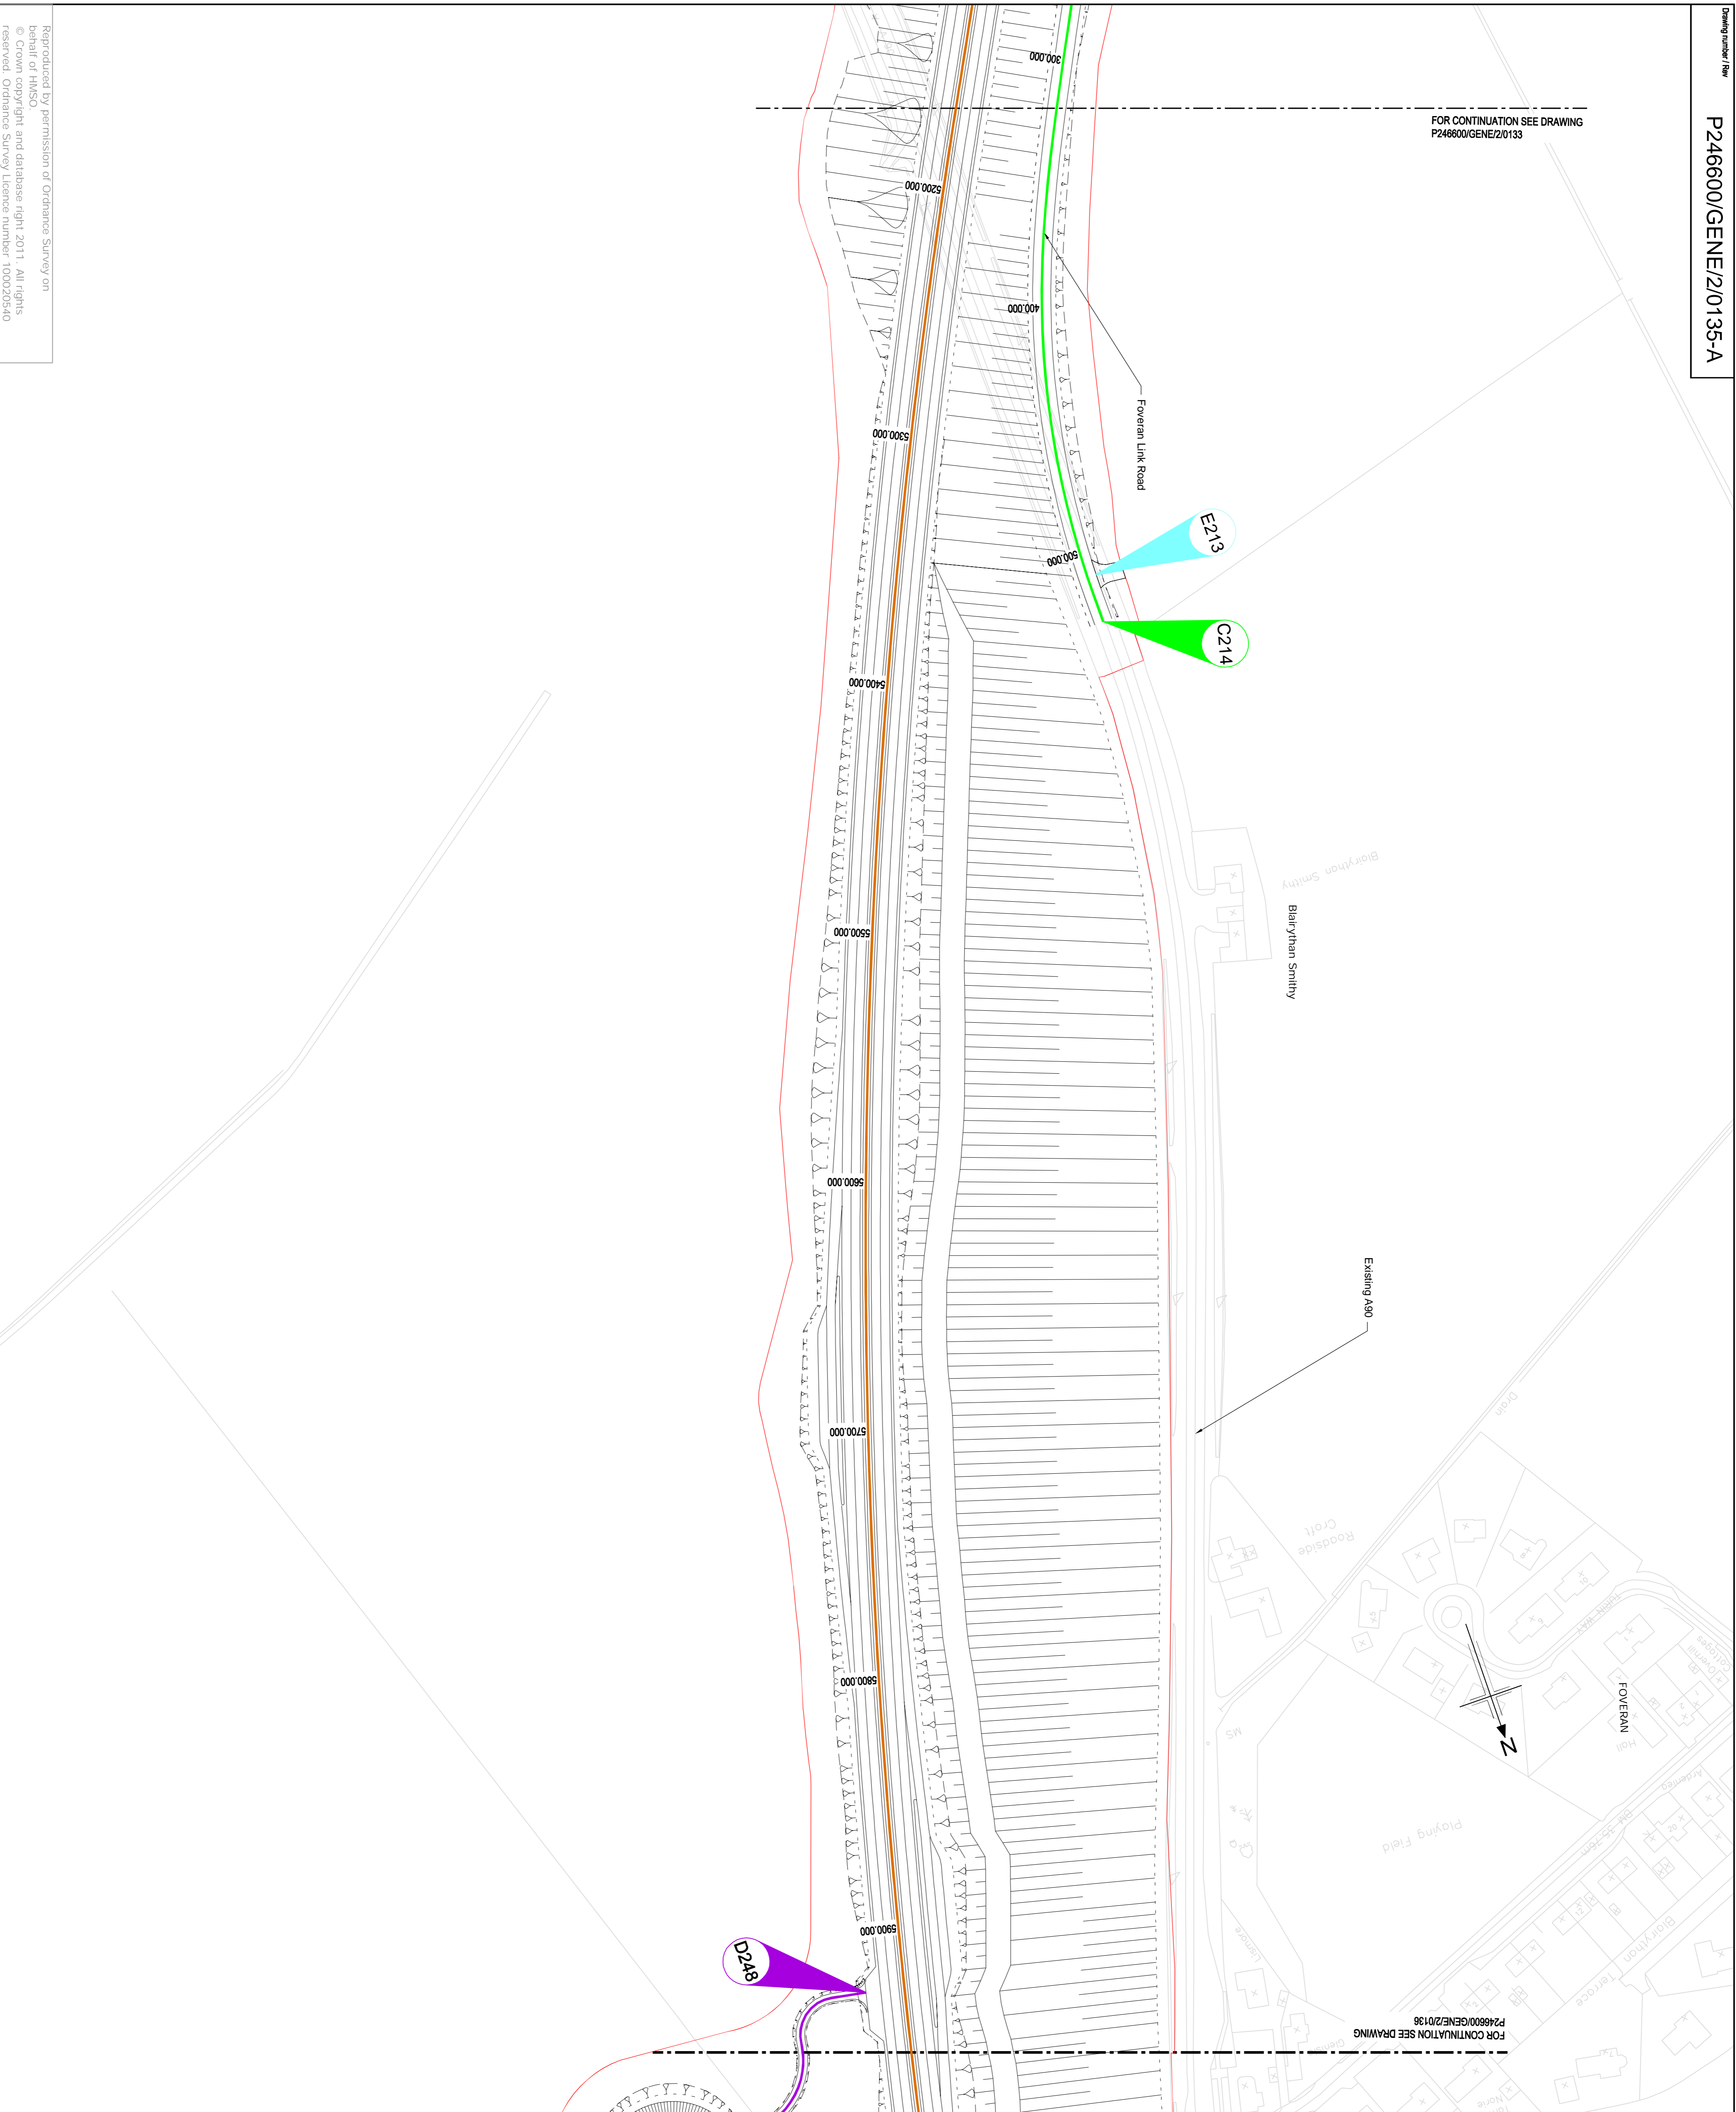 Drawing number / Rev
P246600/GENE/2/0135-A
FOR CONTINUATION SEE DRAWING
P246600/GENE/2/0133
300.000
400.000
500.000
5200.000
5300.000
5400.000
5500.000
5600.000
5700.000
5800.000
5900.000
Foveran Link Road
E213
C214
D248
Blairython Smithy
Blairythan Smithy
Existing A90
Drain
Roadside
Croft
FOVERAN
N
Hall
MS
Playing Field
Blairython
Terrace
FOR CONTINUATION SEE DRAWING
P246600/GENE/2/0136
Reproduced by permission of Ordnance Survey on
behalf of HMSO.
© Crown copyright and database right 2011. All rights
reserved. Ordnance Survey Licence number 100020540